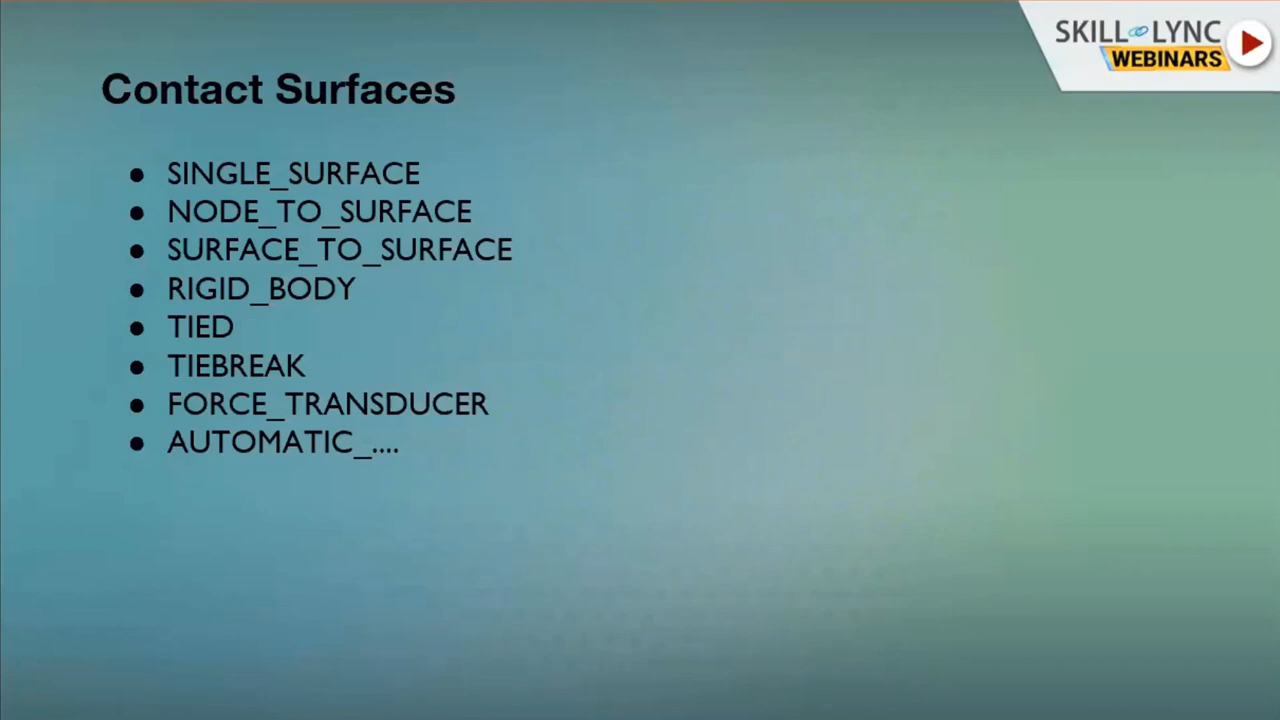 SKILL LYNC
WEBINARS
Contact Surfaces
● SINGLE_SURFACE
● NODE_TO_SURFACE
● SURFACE_TO_SURFACE
● RIGID_BODY
● TIED
● TIEBREAK
● FORCE_TRANSDUCER
● AUTOMATIC_....